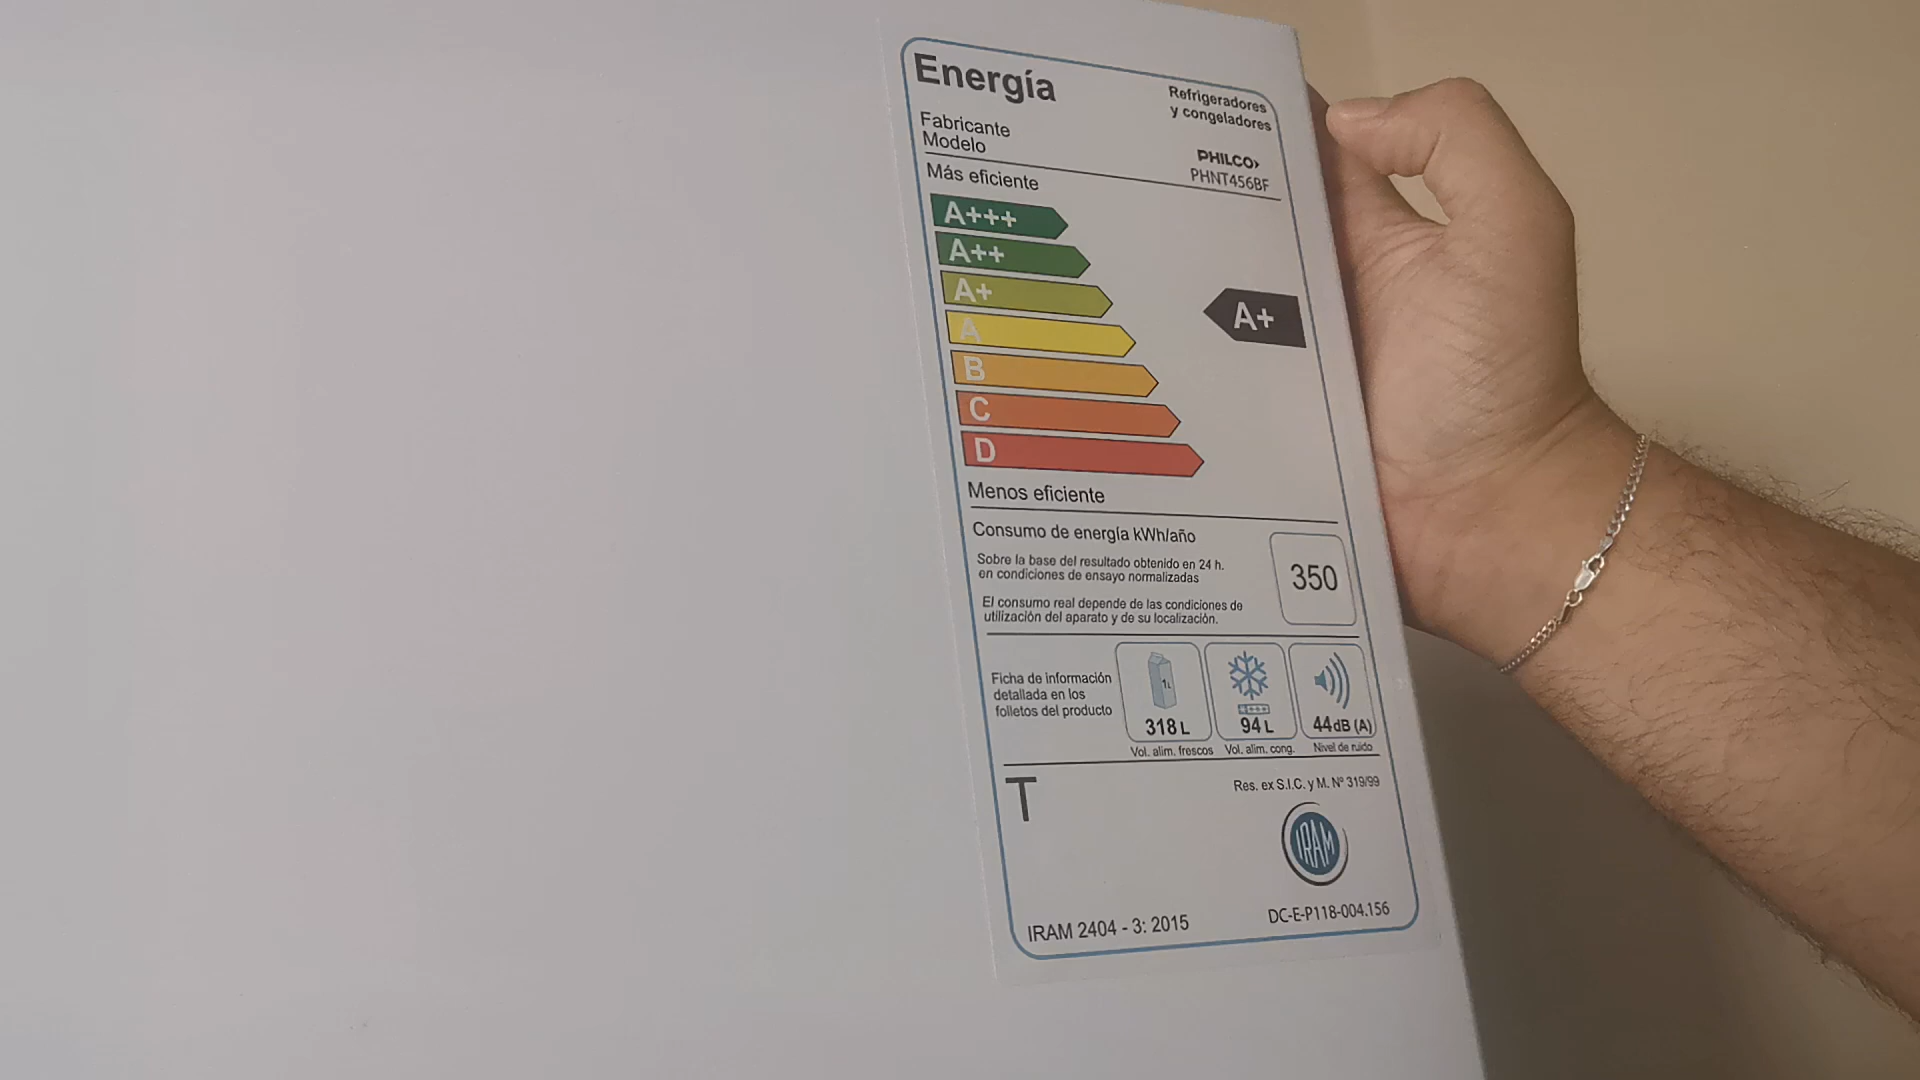 Energía
Refrigeradores
y congeladores
Fabricante
Modelo
PHILCO
PHNT456BF
Más eficiente
A+++
A++
A+
A
B
C
D
A+
Menos eficiente
Consumo de energía kWh/año
Sobre la base del resultado obtenido en 24 h.
en condiciones de ensayo normalizadas
El consumo real depende de las condiciones de
utilización del aparato y de su localización.
350
Ficha de información
detallada en los
folletos del producto
1L
318 L
94 L
44 dB (A)
Vol. alim. frescos
Vol. alim. cong.
Nivel de ruido
T
Res. ex S.I.C. y M. Nº 319/99
IRAM
IRAM 2404 - 3: 2015
DC-E-P118-004.156